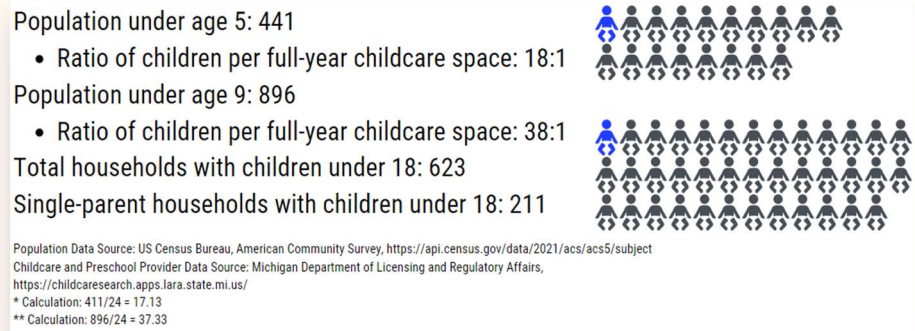 Population under age 5: 441
• Ratio of children per full-year childcare space: 18:1
Population under age 9: 896
• Ratio of children per full-year childcare space: 38:1
Total households with children under 18: 623
Single-parent households with children under 18: 211
Population Data Source: US Census Bureau, American Community Survey, https://api.census.gov/data/2021/acs/acs5/subject
Childcare and Preschool Provider Data Source: Michigan Department of Licensing and Regulatory Affairs,
https://childcaresearch.apps.lara.state.mi.us/
* Calculation: 411/24 = 17.13
** Calculation: 896/24 = 37.33